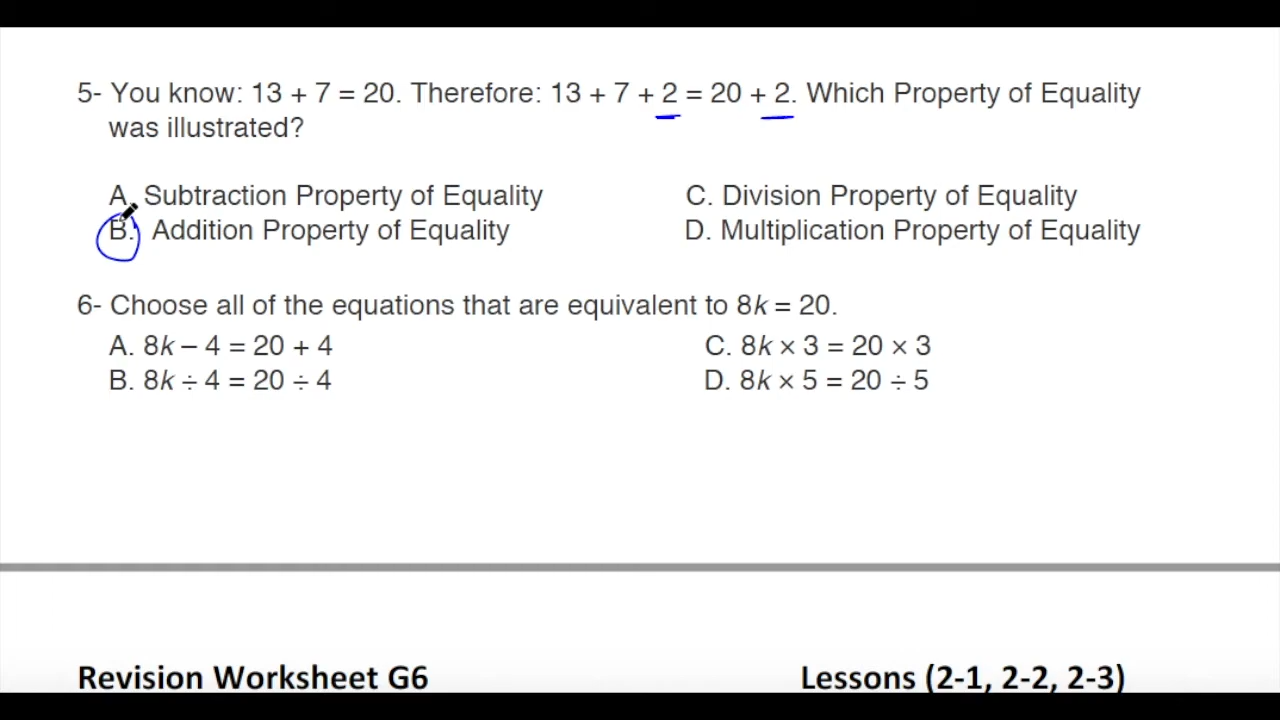 5- You know: 13 + 7 = 20. Therefore: 13 + 7 + 2 = 20 + 2. Which Property of Equality
was illustrated?
A. Subtraction Property of Equality
C. Division Property of Equality
B. Addition Property of Equality
D. Multiplication Property of Equality
6- Choose all of the equations that are equivalent to 8k = 20.
A. 8k – 4 = 20 + 4
C. 8k × 3 = 20 × 3
B. 8k ÷ 4 = 20 ÷ 4
D. 8k × 5 = 20 ÷ 5
Revision Worksheet G6
Lessons (2-1, 2-2, 2-3)